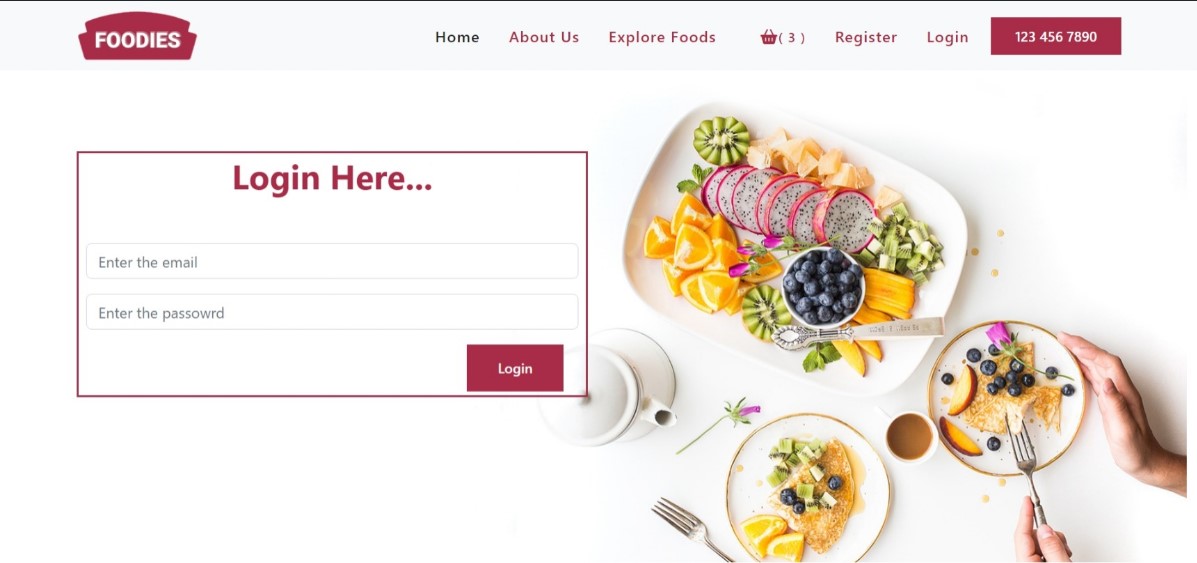 FOODIES
Home About Us Explore Foods ( 3 ) Register Login 123 456 7890
Login Here...
Enter the email
Enter the passowrd
Login